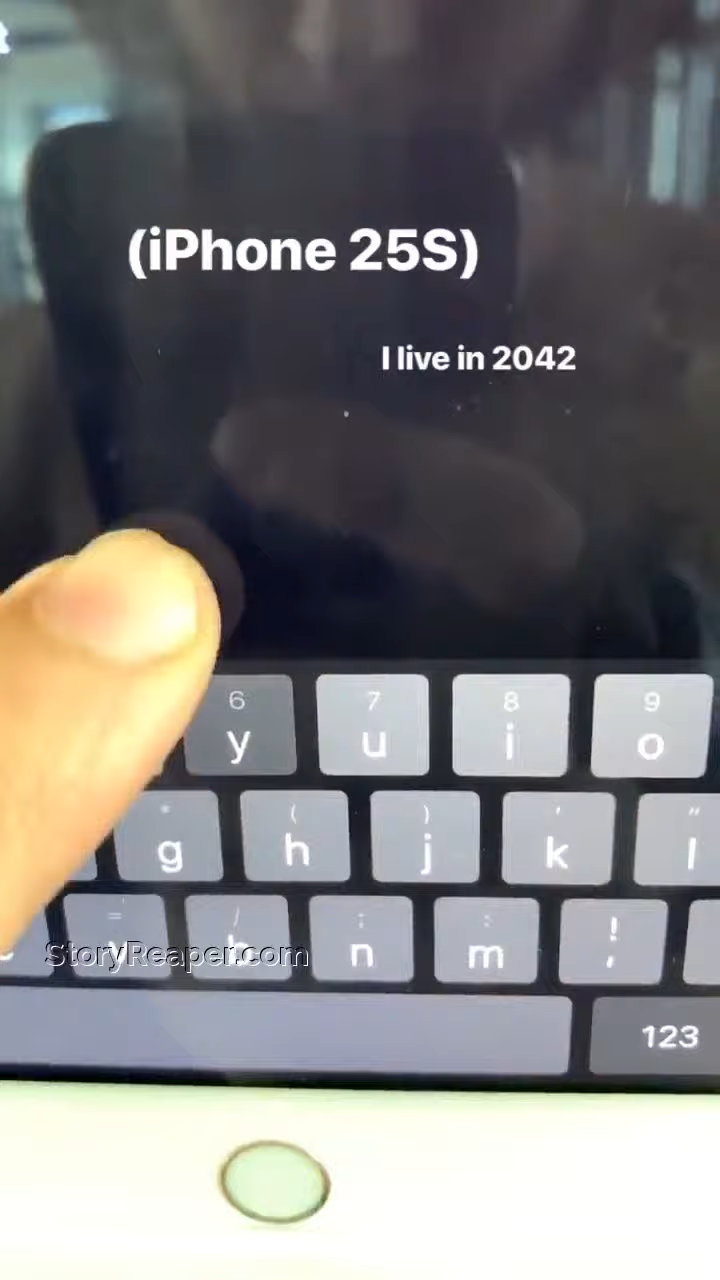 (iPhone 25S)
I live in 2042
6 7 8 9
y u i o
* ( ) ' "
g h j k l
= / ; : !
b n m ,
StoryReaper.com
123